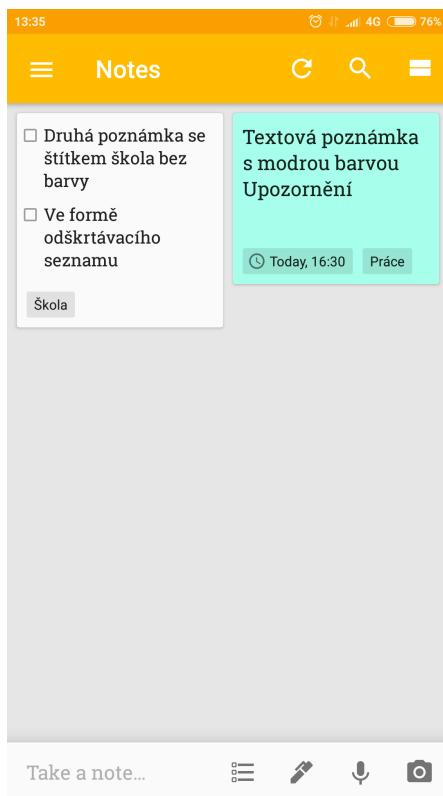 13:35
4G
76%
Notes
Druhá poznámka se
štítkem škola bez
barvy
Ve formě
odškrtávacího
seznamu
Škola
Textová poznámka
s modrou barvou
Upozornění
Today, 16:30
Práce
Take a note...